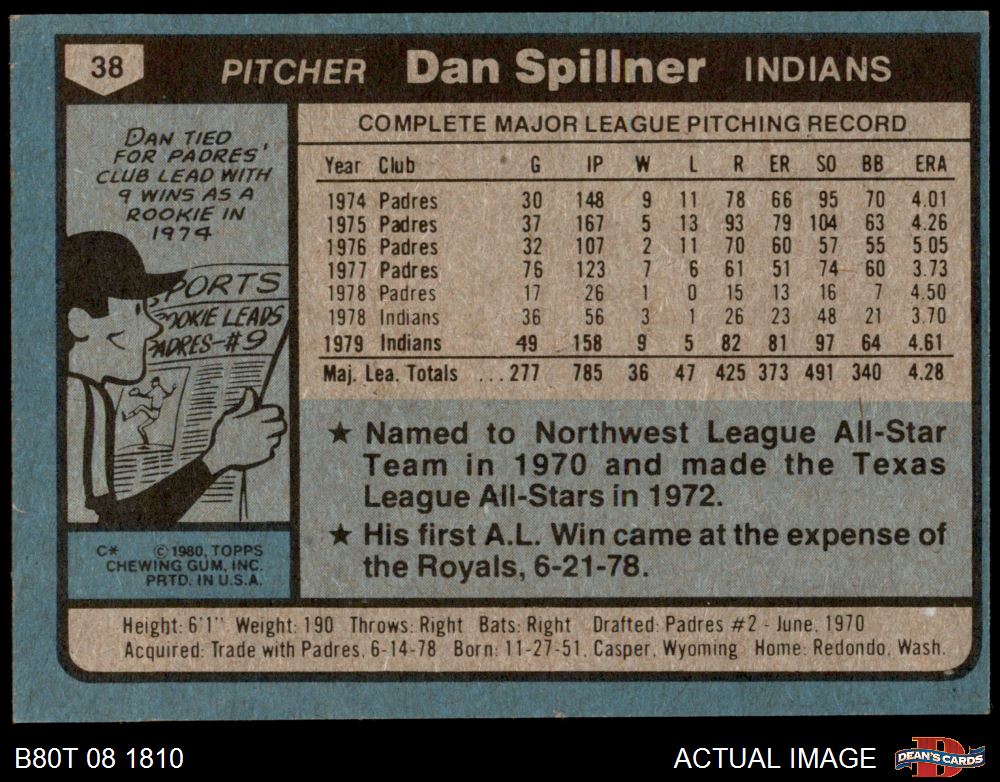 38 PITCHER Dan Spillner INDIANS
DAN TIED
FOR PADRES'
CLUB LEAD WITH
9 WINS AS A
ROOKIE IN
1974
SPORTS
ROOKIE LEADS
PADRES-#9
C* © 1980, TOPPS
CHEWING GUM, INC.
PRTD. IN U.S.A.
COMPLETE MAJOR LEAGUE PITCHING RECORD
Year Club G IP W L R ER SO BB ERA
1974 Padres 30 148 9 11 78 66 95 70 4.01
1975 Padres 37 167 5 13 93 79 104 63 4.26
1976 Padres 32 107 2 11 70 60 57 55 5.05
1977 Padres 76 123 7 6 61 51 74 60 3.73
1978 Padres 17 26 1 0 15 13 16 7 4.50
1978 Indians 36 56 3 1 26 23 48 21 3.70
1979 Indians 49 158 9 5 82 81 97 64 4.61
Maj. Lea. Totals ...277 785 36 47 425 373 491 340 4.28
★ Named to Northwest League All-Star
Team in 1970 and made the Texas
League All-Stars in 1972.
★ His first A.L. Win came at the expense of
the Royals, 6-21-78.
Height: 6'1" Weight: 190 Throws: Right Bats: Right Drafted: Padres #2 - June, 1970
Acquired: Trade with Padres, 6-14-78 Born: 11-27-51, Casper, Wyoming Home: Redondo, Wash.
B80T 08 1810 ACTUAL IMAGE DEAN'S CARDS